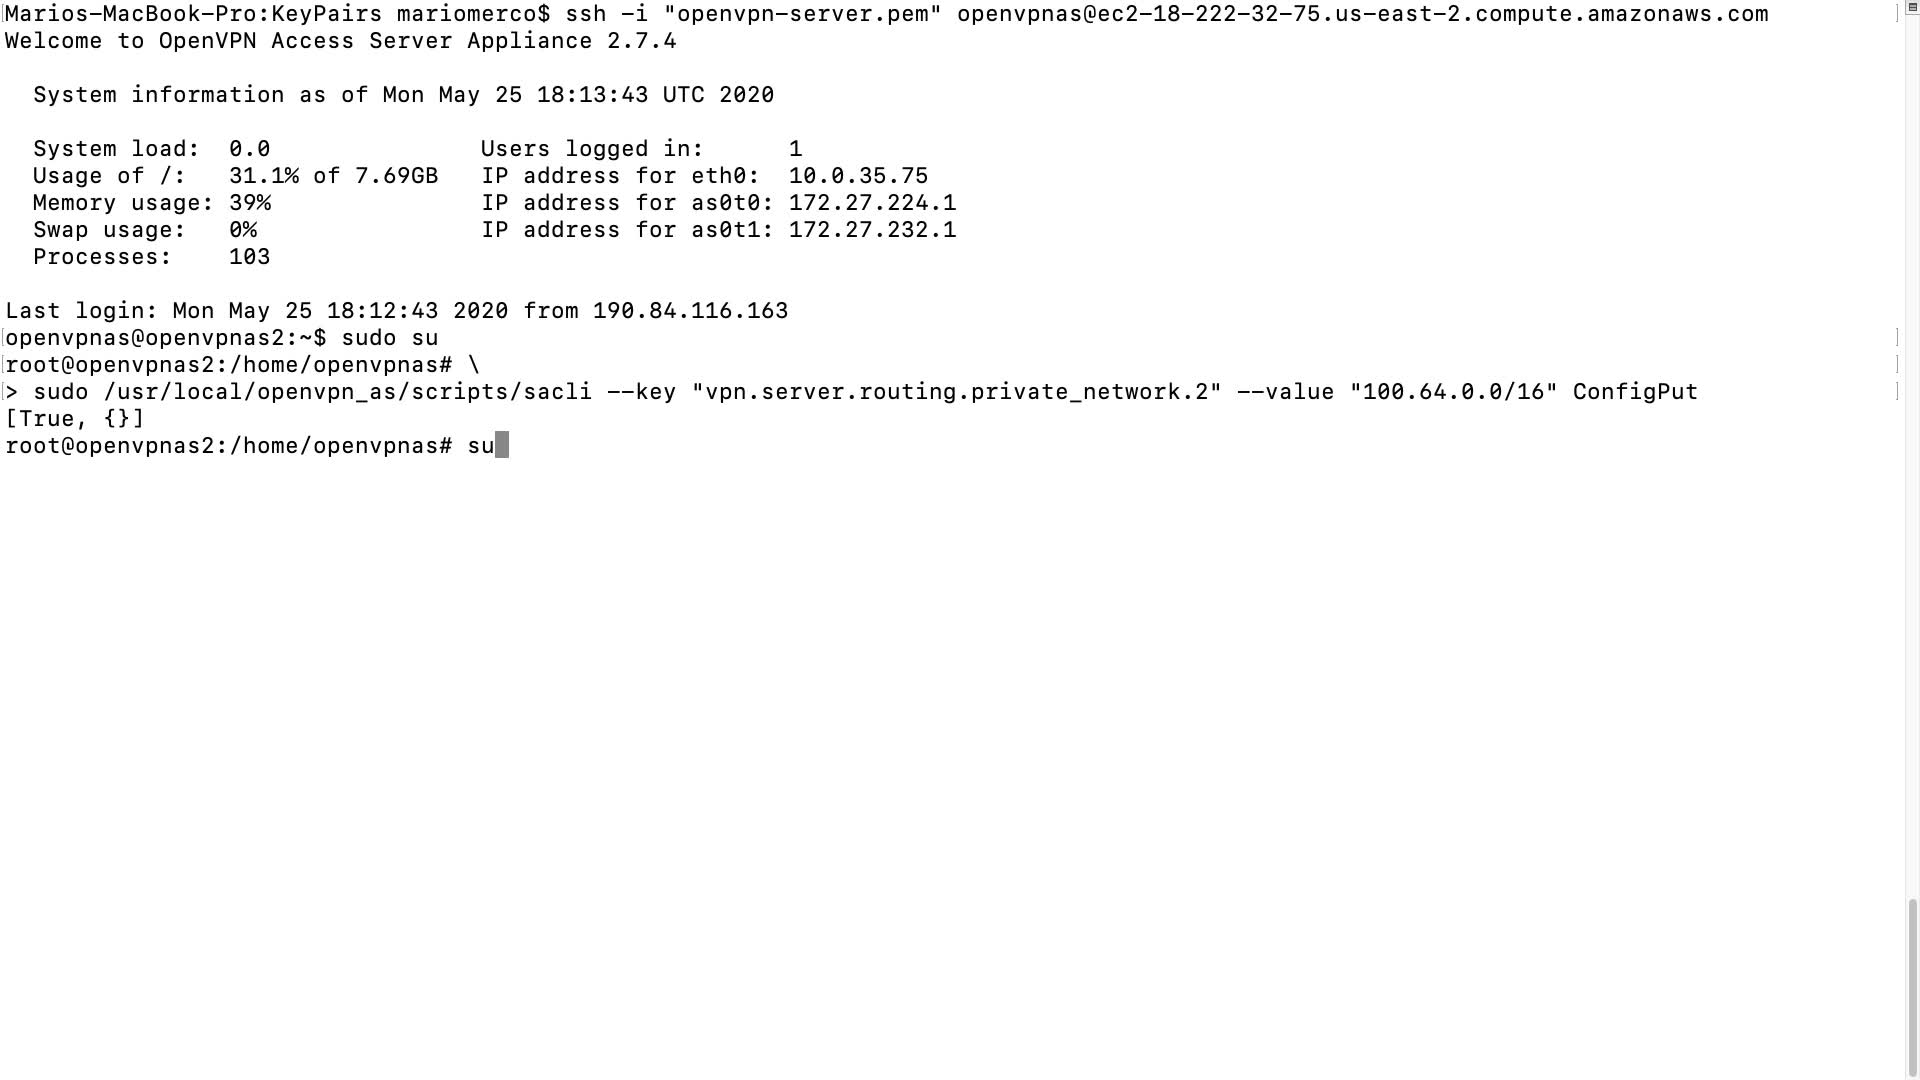 Marios-MacBook-Pro:KeyPairs mariomerco$ ssh -i "openvpn-server.pem" openvpnas@ec2-18-222-32-75.us-east-2.compute.amazonaws.com
Welcome to OpenVPN Access Server Appliance 2.7.4
System information as of Mon May 25 18:13:43 UTC 2020
System load:  0.0               Users logged in:      1
Usage of /:   31.1% of 7.69GB   IP address for eth0:  10.0.35.75
Memory usage: 39%               IP address for as0t0: 172.27.224.1
Swap usage:   0%                IP address for as0t1: 172.27.232.1
Processes:    103
Last login: Mon May 25 18:12:43 2020 from 190.84.116.163
openvpnas@openvpnas2:~$ sudo su
root@openvpnas2:/home/openvpnas# \
> sudo /usr/local/openvpn_as/scripts/sacli --key "vpn.server.routing.private_network.2" --value "100.64.0.0/16" ConfigPut
[True, {}]
root@openvpnas2:/home/openvpnas# su